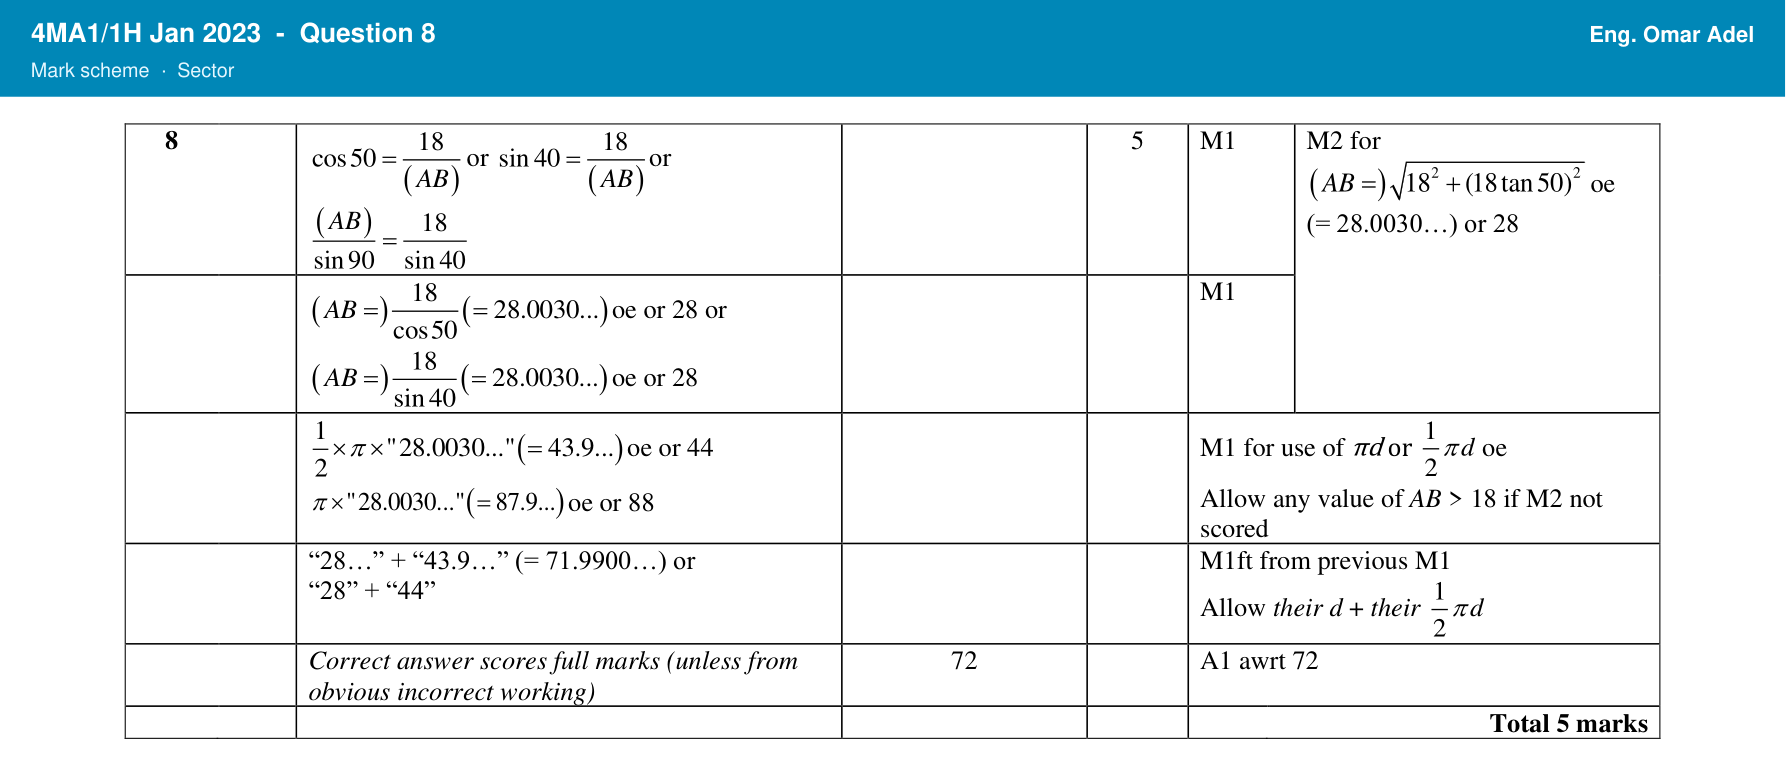 4MA1/1H Jan 2023 - Question 8
Eng. Omar Adel
Mark scheme · Sector
8
cos 50 = 18/(AB) or sin 40 = 18/(AB) or
(AB)/sin 90 = 18/sin 40
5
M1
M2 for
(AB =)√(18² + (18 tan 50)²) oe
(= 28.0030…) or 28
(AB =) 18/cos 50 (= 28.0030...) oe or 28 or
(AB =) 18/sin 40 (= 28.0030...) oe or 28
M1
1/2 × π × "28.0030..." (= 43.9...) oe or 44
π × "28.0030..." (= 87.9...) oe or 88
M1 for use of πd or 1/2 πd oe
Allow any value of AB > 18 if M2 not
scored
“28…” + “43.9…” (= 71.9900…) or
“28” + “44”
M1ft from previous M1
Allow their d + their 1/2 πd
Correct answer scores full marks (unless from
obvious incorrect working)
72
A1 awrt 72
Total 5 marks